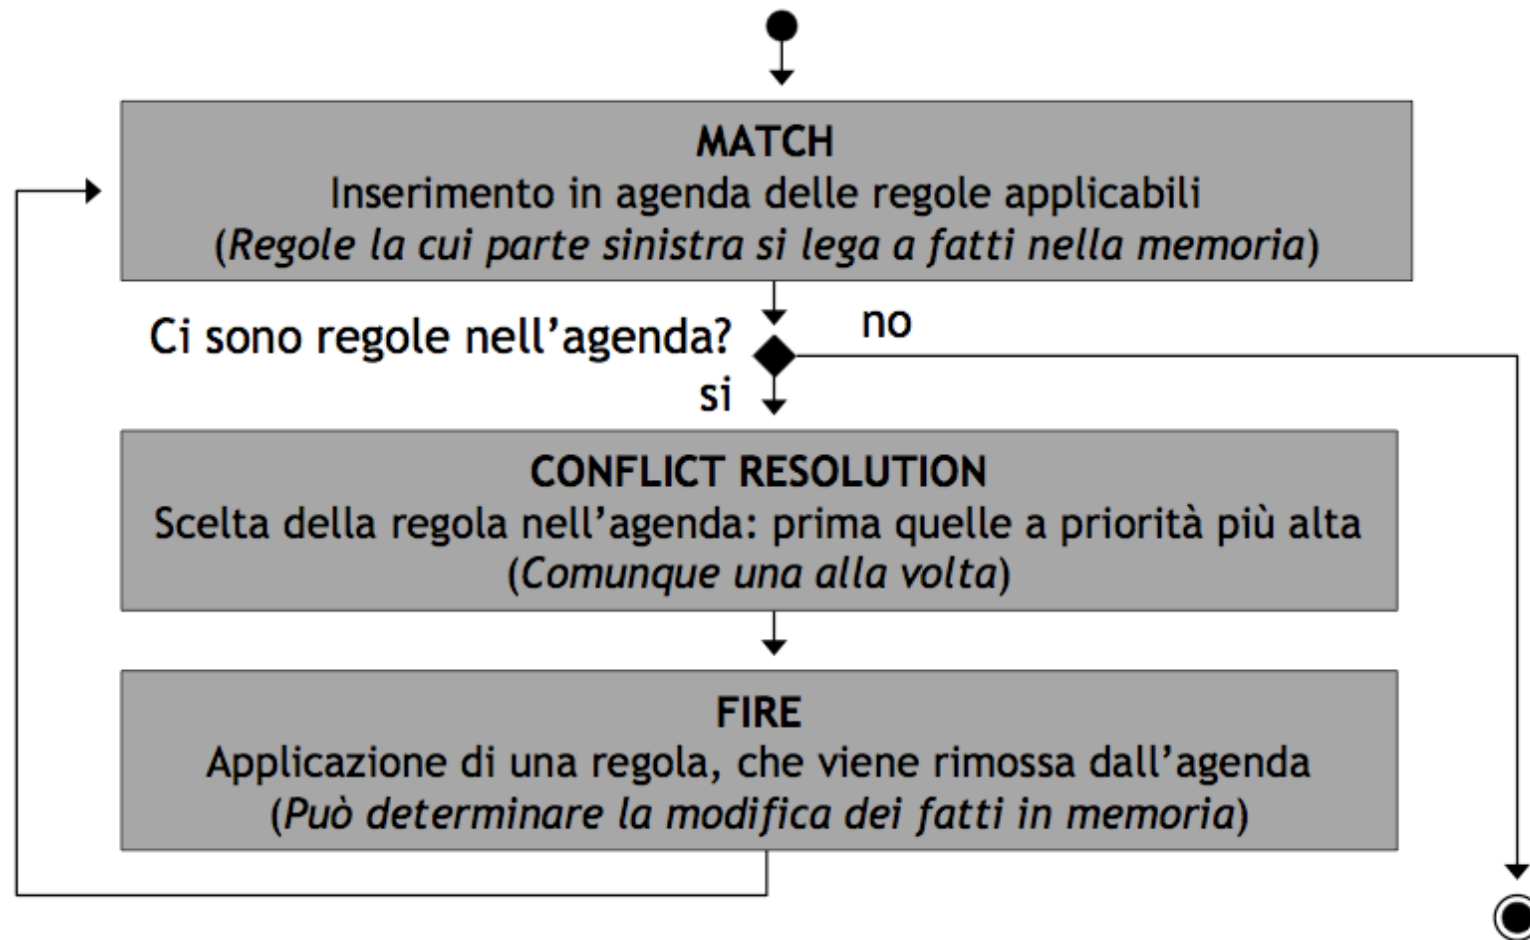 MATCH
Inserimento in agenda delle regole applicabili
(Regole la cui parte sinistra si lega a fatti nella memoria)
Ci sono regole nell’agenda?
no
si
CONFLICT RESOLUTION
Scelta della regola nell’agenda: prima quelle a priorità più alta
(Comunque una alla volta)
FIRE
Applicazione di una regola, che viene rimossa dall’agenda
(Può determinare la modifica dei fatti in memoria)